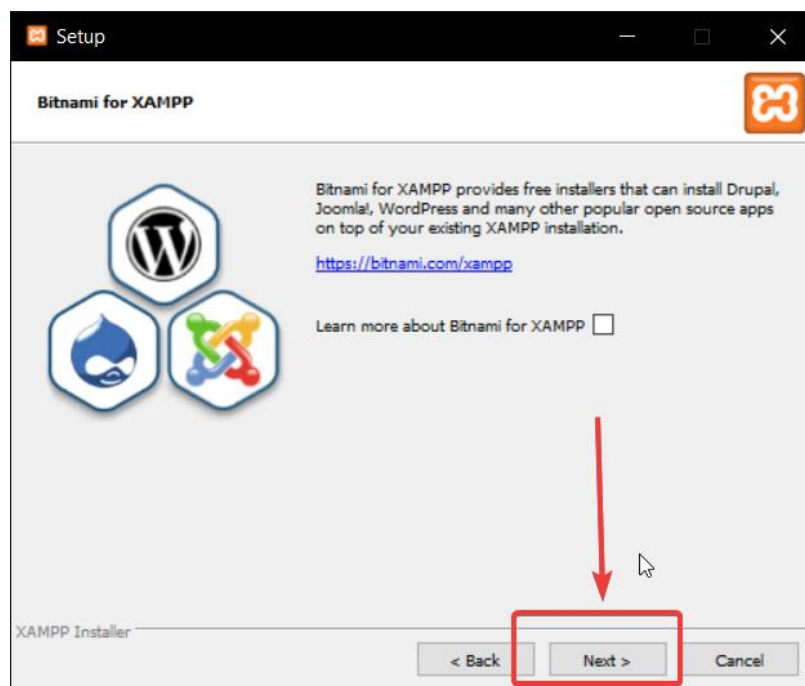 Setup
Bitnami for XAMPP
Bitnami for XAMPP provides free installers that can install Drupal,
Joomla!, WordPress and many other popular open source apps
on top of your existing XAMPP installation.
https://bitnami.com/xampp
Learn more about Bitnami for XAMPP
XAMPP Installer
< Back
Next >
Cancel